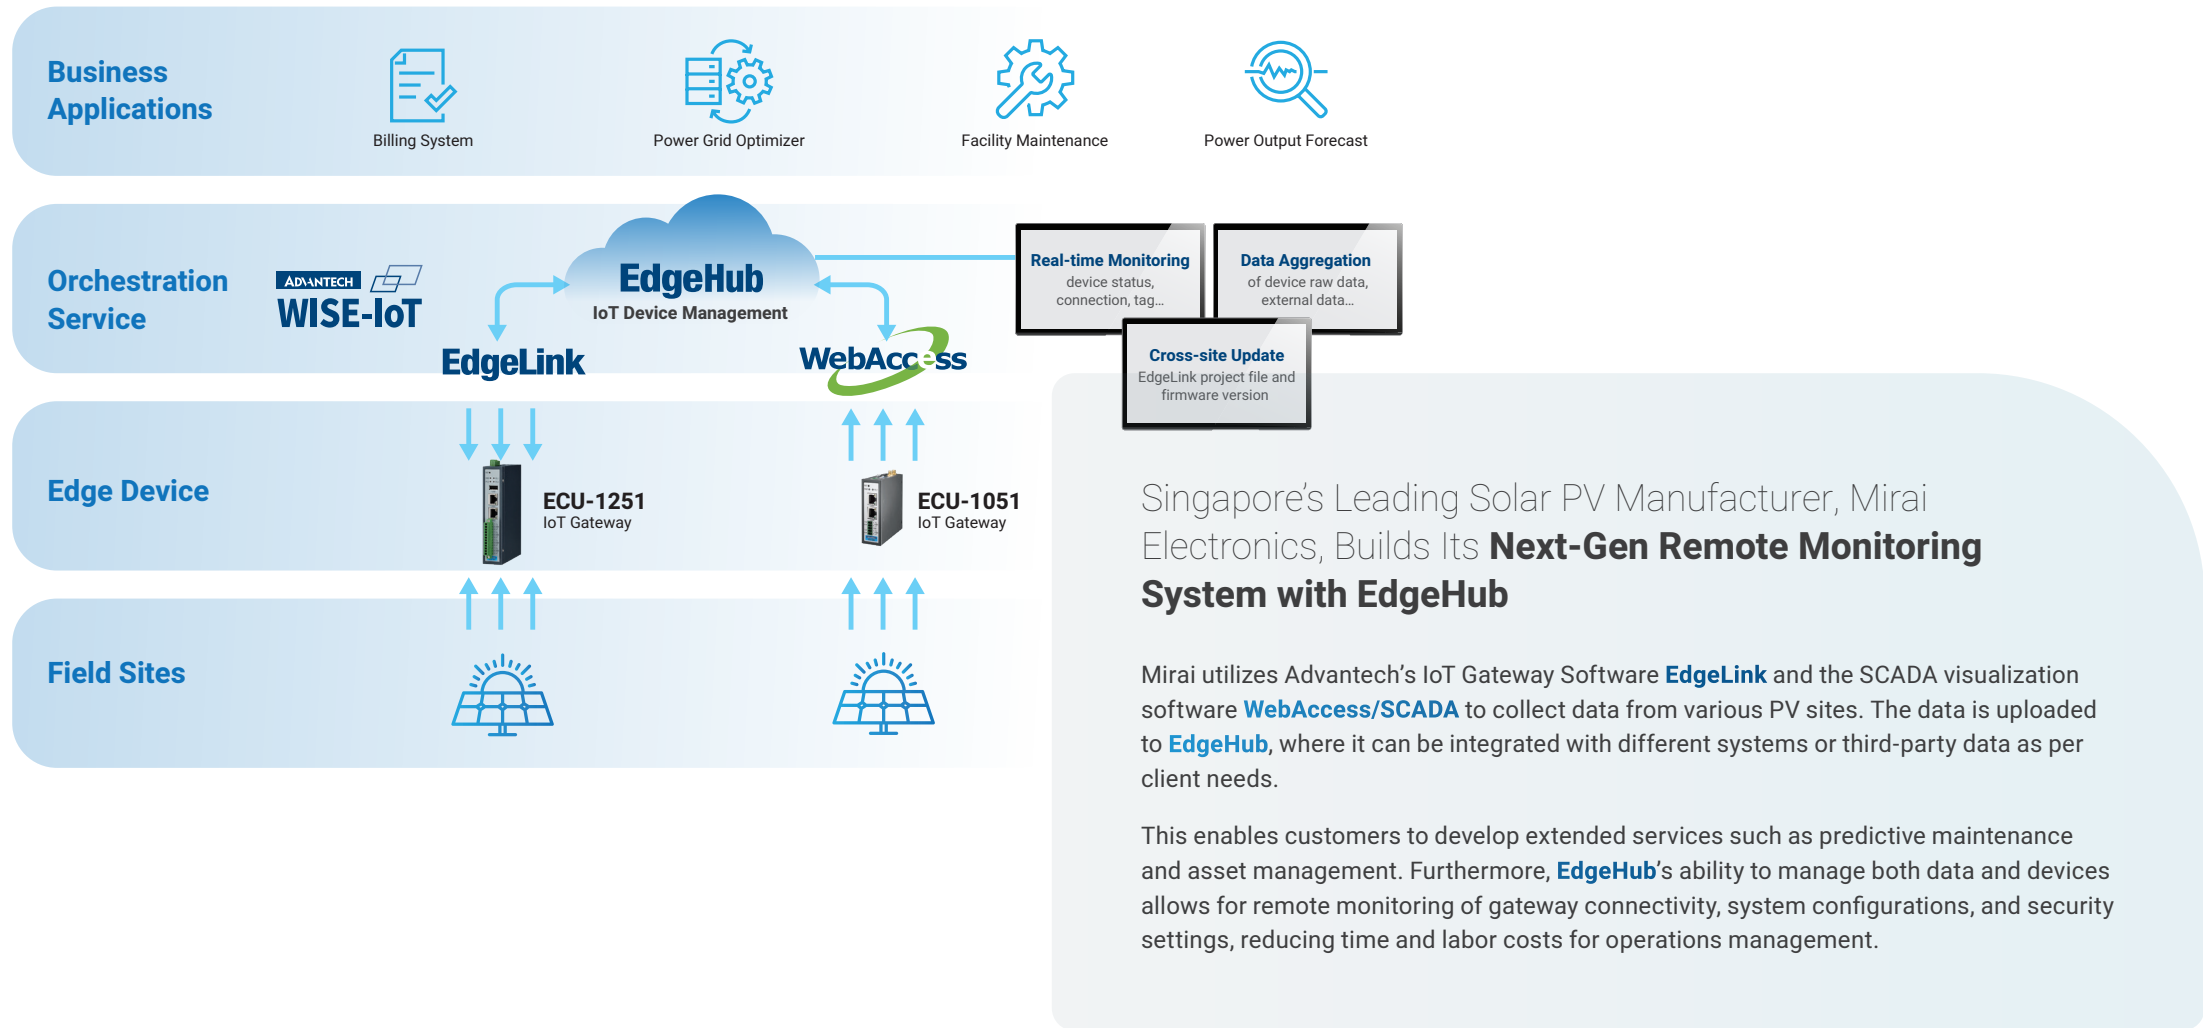 Business
Applications
Billing System
Power Grid Optimizer
Facility Maintenance
Power Output Forecast
Orchestration
Service
ADVANTECH
WISE-IoT
EdgeHub
IoT Device Management
EdgeLink
WebAccess
Real-time Monitoring
device status,
connection, tag...
Data Aggregation
of device raw data,
external data...
Cross-site Update
EdgeLink project file and
firmware version
Edge Device
ECU-1251
IoT Gateway
ECU-1051
IoT Gateway
Field Sites
Singapore’s Leading Solar PV Manufacturer, Mirai
Electronics, Builds Its Next-Gen Remote Monitoring
System with EdgeHub
Mirai utilizes Advantech’s IoT Gateway Software EdgeLink and the SCADA visualization
software WebAccess/SCADA to collect data from various PV sites. The data is uploaded
to EdgeHub, where it can be integrated with different systems or third-party data as per
client needs.
This enables customers to develop extended services such as predictive maintenance
and asset management. Furthermore, EdgeHub’s ability to manage both data and devices
allows for remote monitoring of gateway connectivity, system configurations, and security
settings, reducing time and labor costs for operations management.